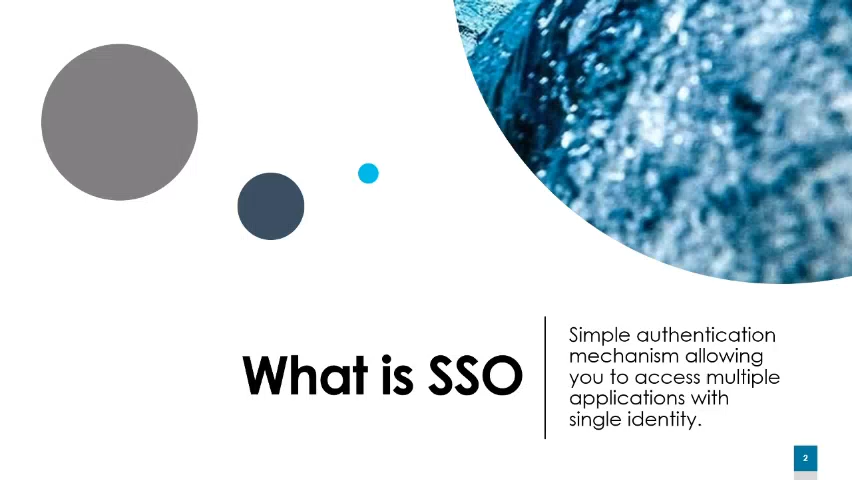 What is SSO
Simple authentication
mechanism allowing
you to access multiple
applications with
single identity.
2